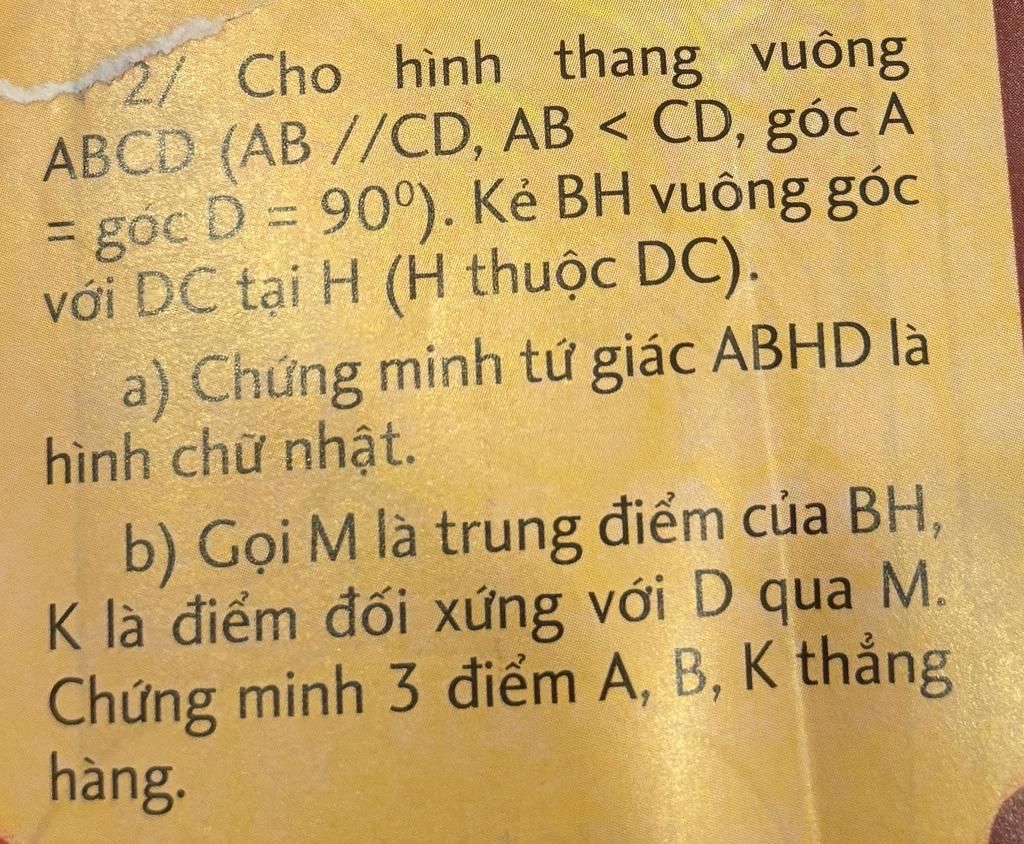 2/ Cho hình thang vuông
ABCD (AB //CD, AB < CD, góc A
= góc D = 90⁰). Kẻ BH vuông góc
với DC tại H (H thuộc DC).
a) Chứng minh tứ giác ABHD là
hình chữ nhật.
b) Gọi M là trung điểm của BH,
K là điểm đối xứng với D qua M.
Chứng minh 3 điểm A, B, K thẳng
hàng.